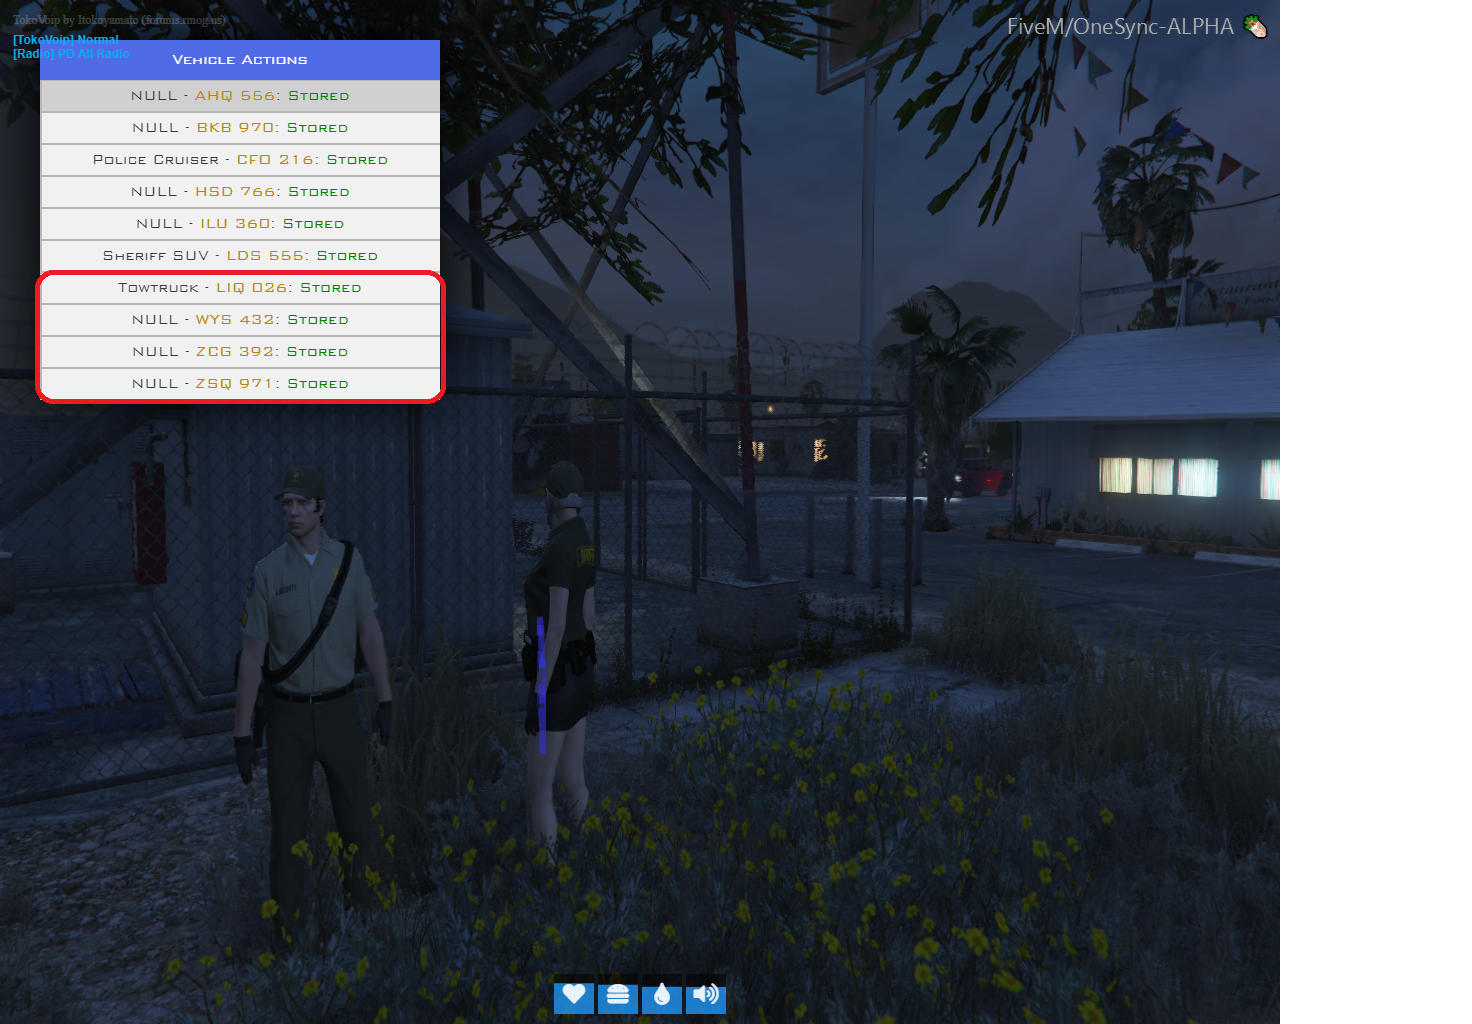 TokoVoip by Itokoyamato (forums.rmog.us)
FiveM/OneSync-ALPHA
[TokoVoip] Normal
[Radio] PD All Radio
Vehicle Actions
NULL - AHQ 556: Stored
NULL - BKB 970: Stored
Police Cruiser - CFO 216: Stored
NULL - HSD 766: Stored
NULL - ILU 360: Stored
Sheriff SUV - LDS 555: Stored
Towtruck - LIQ 026: Stored
NULL - WYS 432: Stored
NULL - ZCG 392: Stored
NULL - ZSQ 971: Stored